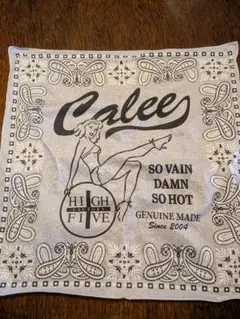 Calee
SO VAIN
DAMN
SO HOT
HIGH
FIVE
GENUINE MADE
Since 2004